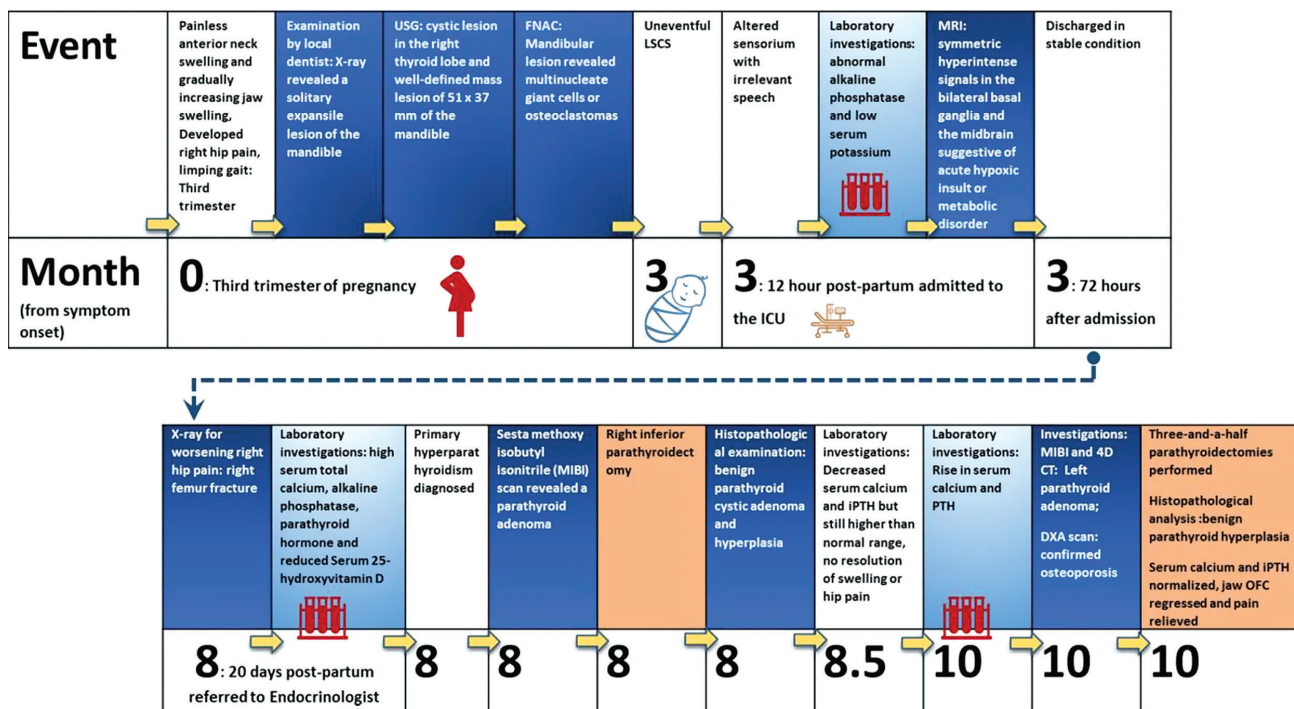 Event
Painless
anterior neck
swelling and
gradually
increasing jaw
swelling,
Developed
right hip pain,
limping gait:
Third
trimester
Examination
by local
dentist: X-ray
revealed a
solitary
expansile
lesion of the
mandible
USG: cystic lesion
in the right
thyroid lobe and
well-defined mass
lesion of 51 x 37
mm of the
mandible
FNAC:
Mandibular
lesion revealed
multinucleate
giant cells or
osteoclastomas
Uneventful
LSCS
Altered
sensorium
with
irrelevant
speech
Laboratory
investigations:
abnormal
alkaline
phosphatase
and low
serum
potassium
MRI:
symmetric
hyperintense
signals in the
bilateral basal
ganglia and
the midbrain
suggestive of
acute hypoxic
insult or
metabolic
disorder
Discharged in
stable condition
Month
(from symptom
onset)
0: Third trimester of pregnancy
3
3: 12 hour post-partum admitted to
the ICU
3: 72 hours
after admission
X-ray for
worsening right
hip pain: right
femur fracture
Laboratory
investigations: high
serum total
calcium, alkaline
phosphatase,
parathyroid
hormone and
reduced Serum 25-
hydroxyvitamin D
Primary
hyperparat
hyroidism
diagnosed
Sesta methoxy
isobutyl
isonitrile (MIBI)
scan revealed a
parathyroid
adenoma
Right inferior
parathyroidect
omy
Histopathologic
al examination:
benign
parathyroid
cystic adenoma
and
hyperplasia
Laboratory
investigations:
Decreased
serum calcium
and iPTH but
still higher than
normal range,
no resolution
of swelling or
hip pain
Laboratory
investigations:
Rise in serum
calcium and
PTH
Investigations:
MIBI and 4D
CT: Left
parathyroid
adenoma;
DXA scan:
confirmed
osteoporosis
Three-and-a-half
parathyroidectomies
performed
Histopathological
analysis :benign
parathyroid hyperplasia
Serum calcium and iPTH
normalized, jaw OFC
regressed and pain
relieved
8: 20 days post-partum
referred to Endocrinologist
8
8
8
8
8.5
10
10
10